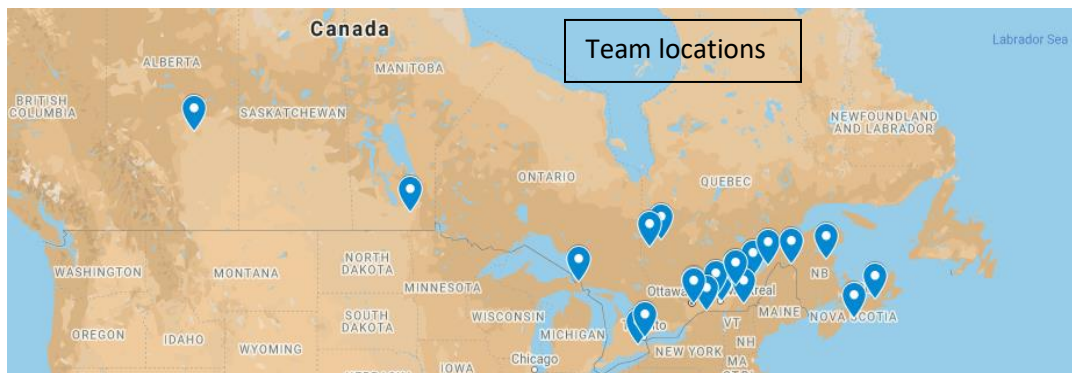 Canada
Team locations
Labrador Sea
ALBERTA
MANITOBA
BRITISH
COLUMBIA
SASKATCHEWAN
NEWFOUNDLAND
AND LABRADOR
ONTARIO
QUEBEC
WASHINGTON
MONTANA
NORTH
DAKOTA
MINNESOTA
Ottawa
NB
MAINE
NOVA SCOTIA
OREGON
IDAHO
SOUTH
DAKOTA
WISCONSIN
MICHIGAN
VT
WYOMING
NEW YORK
NH
Chicago
IOWA
MA